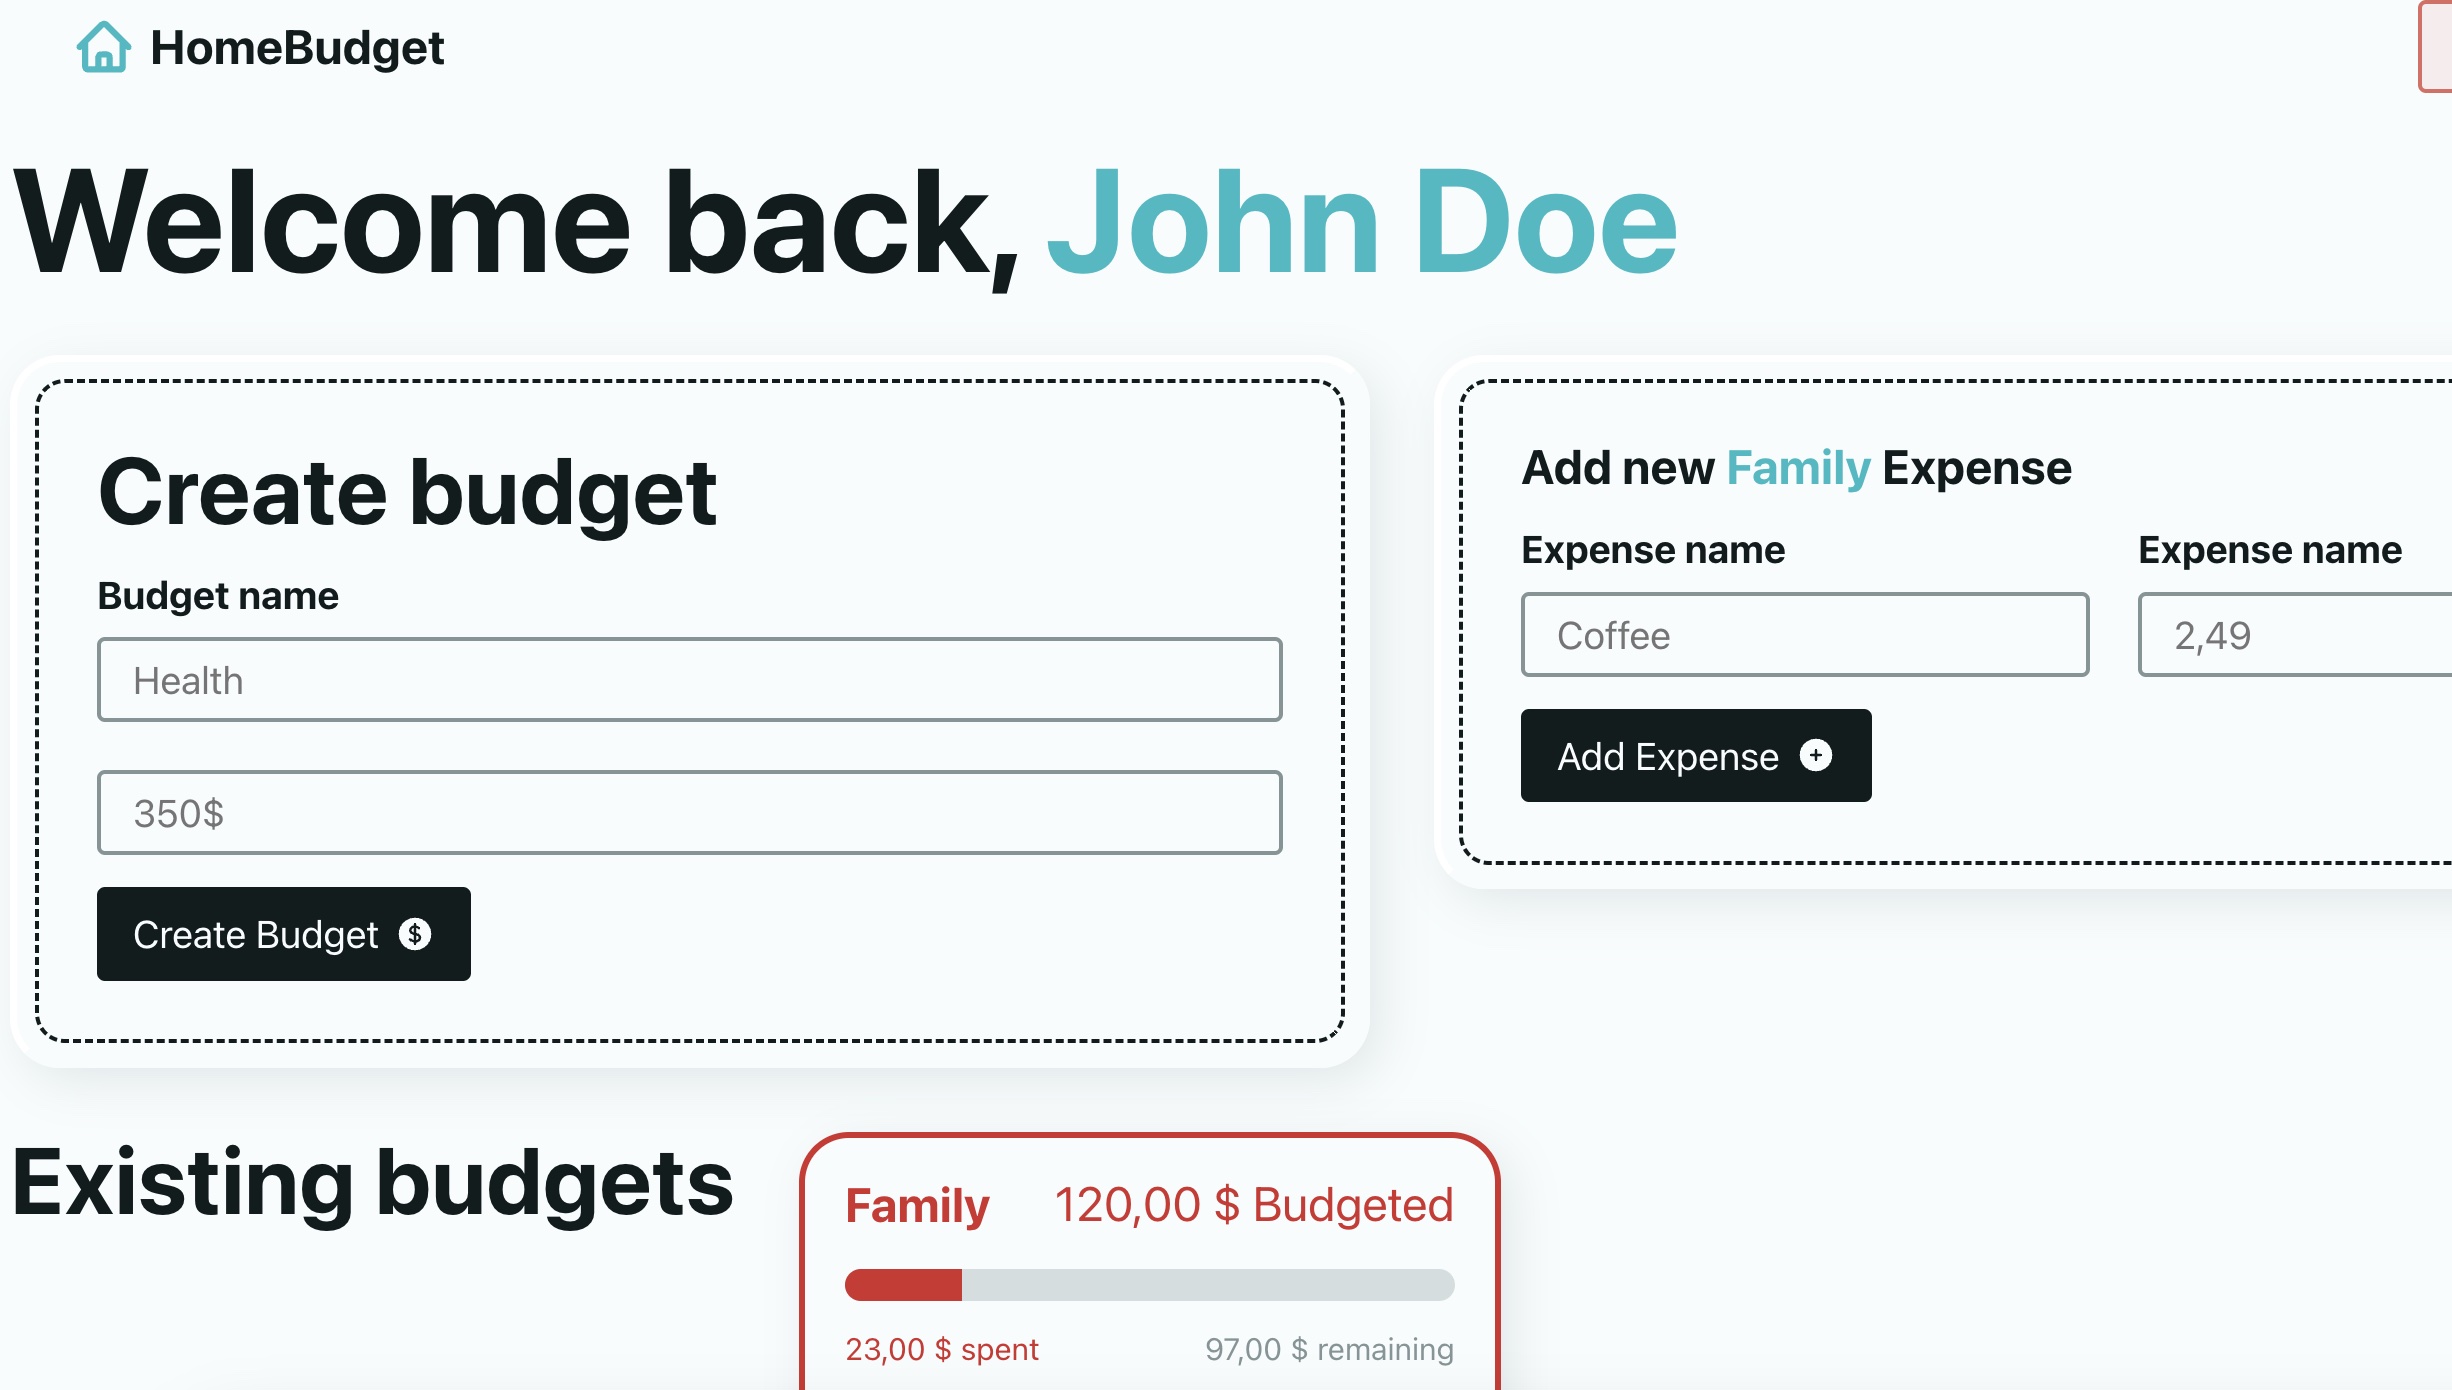 HomeBudget
Welcome back, John Doe
Create budget
Budget name
Health
350$
Create Budget $
Add new Family Expense
Expense name
Expense name
Coffee
2,49
Add Expense
Existing budgets
Family
120,00 $ Budgeted
23,00 $ spent
97,00 $ remaining